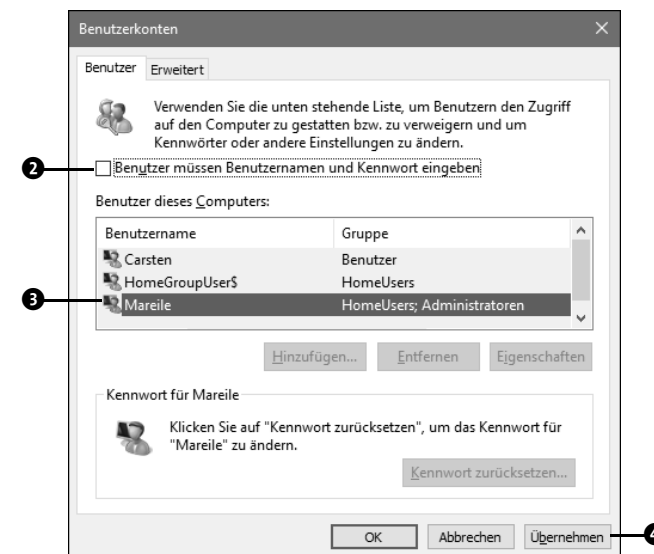 Benutzerkonten
Benutzer Erweitert
Verwenden Sie die unten stehende Liste, um Benutzern den Zugriff
auf den Computer zu gestatten bzw. zu verweigern und um
Kennwörter oder andere Einstellungen zu ändern.
2 Benutzer müssen Benutzernamen und Kennwort eingeben
Benutzer dieses Computers:
Benutzername Gruppe
Carsten Benutzer
HomeGroupUser$ HomeUsers
3 Mareile HomeUsers; Administratoren
Hinzufügen... Entfernen Eigenschaften
Kennwort für Mareile
Klicken Sie auf "Kennwort zurücksetzen", um das Kennwort für
"Mareile" zu ändern.
Kennwort zurücksetzen...
OK Abbrechen Übernehmen 4